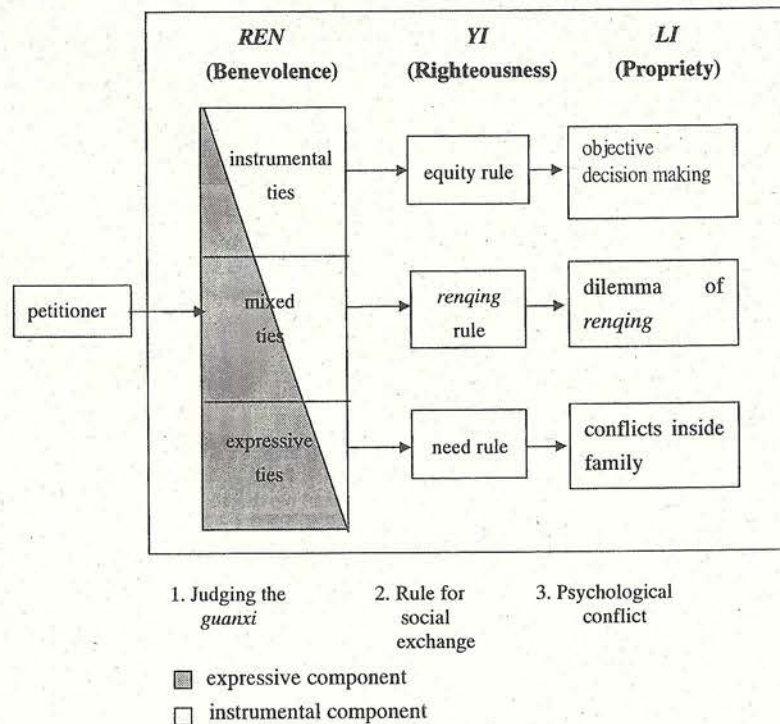 REN YI LI
(Benevolence) (Righteousness) (Propriety)
instrumental
ties
equity rule
objective
decision making
petitioner
mixed
ties
renqing
rule
dilemma of
renqing
expressive
ties
need rule
conflicts inside
family
1. Judging the
guanxi
2. Rule for
social
exchange
3. Psychological
conflict
expressive component
instrumental component